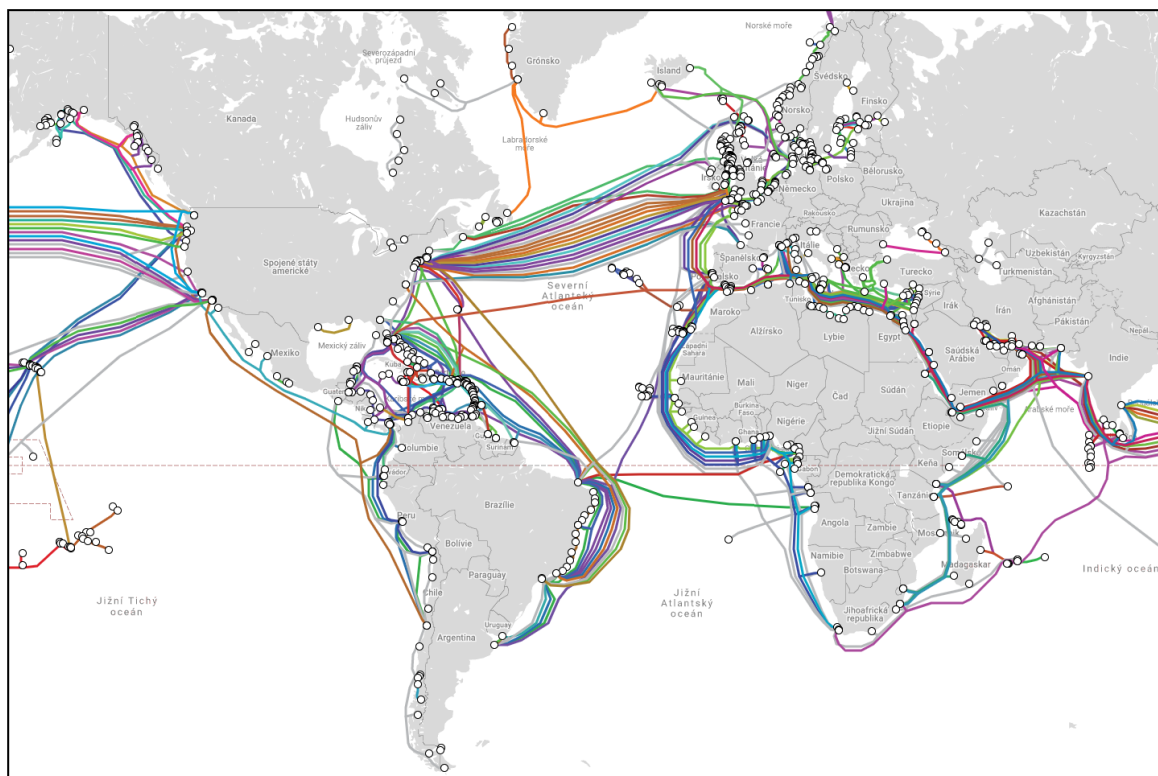 Norské moře
Grónsko
Severozápadní
průjezd
Island
Švédsko
Finsko
Norsko
Kanada
Hudsonův
záliv
Labradorské
moře
Irsko
Polsko
Bělorusko
Německo
Ukrajina
Kazachstán
Rakousko
Francie
Rumunsko
Itálie
Spojené státy
americké
Španělsko
Turecko
Uzbekistán
Kyrgyzstán
Turkmenistán
Severní
Atlantský
oceán
Tunisko
Sýrie
Irák
Írán
Afghánistán
Maroko
Pákistán
Nepál
Mexiko
Mexický záliv
Alžírsko
Lybie
Egypt
Západní
Sahara
Saúdská
Arábie
Indie
Omán
Kuba
Mauritánie
Mali
Niger
Čad
Súdán
Jemen
Arabské moře
Burkina
Faso
Guinea
Nigérie
Ghana
Jižní Súdán
Etiopie
Venezuela
Surinam
Kolumbie
Gabon
Demokratická
republika Kongo
Keňa
Somálsko
Tanzánie
Brazílie
Peru
Angola
Zambie
Mosambik
Bolívie
Namibie
Zimbabwe
Botswana
Madagaskar
Indický oceán
Paraguay
Chile
Jižní Tichý
oceán
Jižní
Atlantský
oceán
Jihoafrická
republika
Uruguay
Argentina